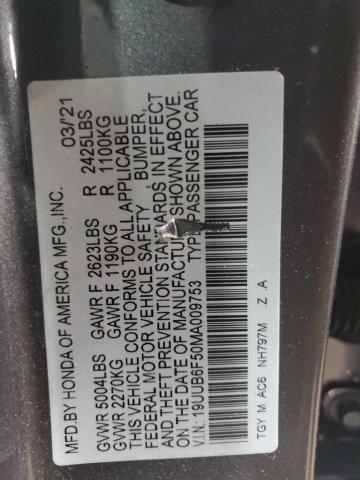 MFD.BY HONDA OF AMERICA MFG.,INC. 03/'21
GVWR 5004LBS GAWR F 2623LBS R 2425LBS
GVWR 2270KG GAWR F 1190KG R 1100KG
THIS VEHICLE CONFORMS TO ALL APPLICABLE
FEDERAL MOTOR VEHICLE SAFETY BUMPER,
AND THEFT PREVENTION STANDARDS IN EFFECT
ON THE DATE OF MANUFACTURE SHOWN ABOVE.
V.I.N: 19UUB6F50MA009753 TYPE: PASSENGER CAR
TGY M AC6 NH797M Z .A